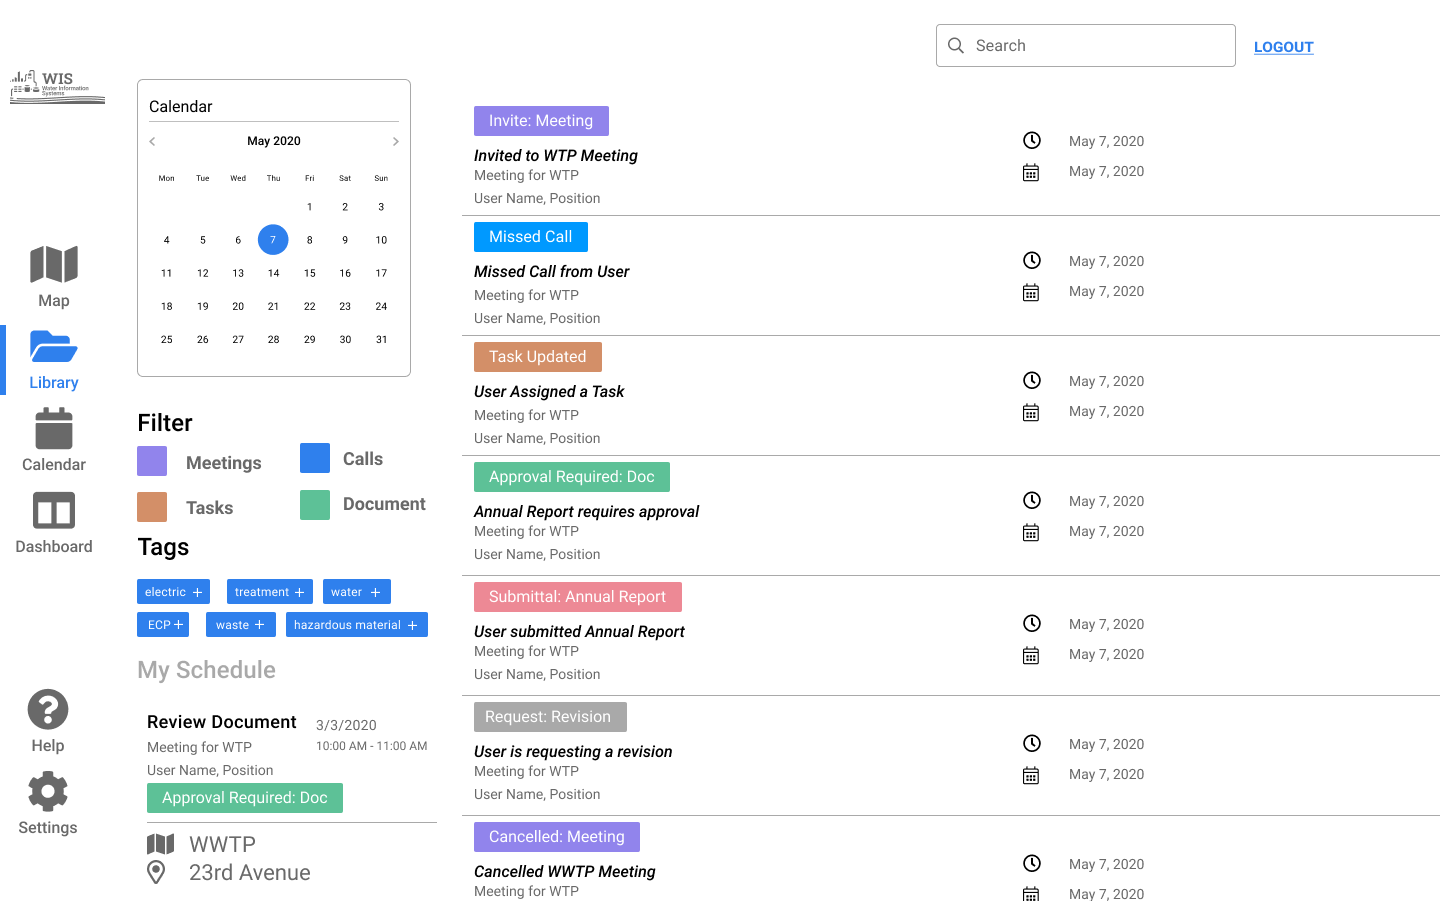 Search
LOGOUT
WIS
Water Information
Systems
Map
Library
Calendar
Dashboard
Help
Settings
Calendar
May 2020
Mon Tue Wed Thu Fri Sat Sun
1 2 3
4 5 6 7 8 9 10
11 12 13 14 15 16 17
18 19 20 21 22 23 24
25 26 27 28 29 30 31
Filter
Meetings Calls
Tasks Document
Tags
electric + treatment + water +
ECP + waste + hazardous material +
My Schedule
Review Document 3/3/2020
Meeting for WTP 10:00 AM - 11:00 AM
User Name, Position
Approval Required: Doc
WWTP
23rd Avenue
Invite: Meeting
Invited to WTP Meeting May 7, 2020
Meeting for WTP May 7, 2020
User Name, Position
Missed Call
Missed Call from User May 7, 2020
Meeting for WTP May 7, 2020
User Name, Position
Task Updated
User Assigned a Task May 7, 2020
Meeting for WTP May 7, 2020
User Name, Position
Approval Required: Doc
Annual Report requires approval May 7, 2020
Meeting for WTP May 7, 2020
User Name, Position
Submittal: Annual Report
User submitted Annual Report May 7, 2020
Meeting for WTP May 7, 2020
User Name, Position
Request: Revision
User is requesting a revision May 7, 2020
Meeting for WTP May 7, 2020
User Name, Position
Cancelled: Meeting
Cancelled WWTP Meeting May 7, 2020
Meeting for WTP May 7, 2020